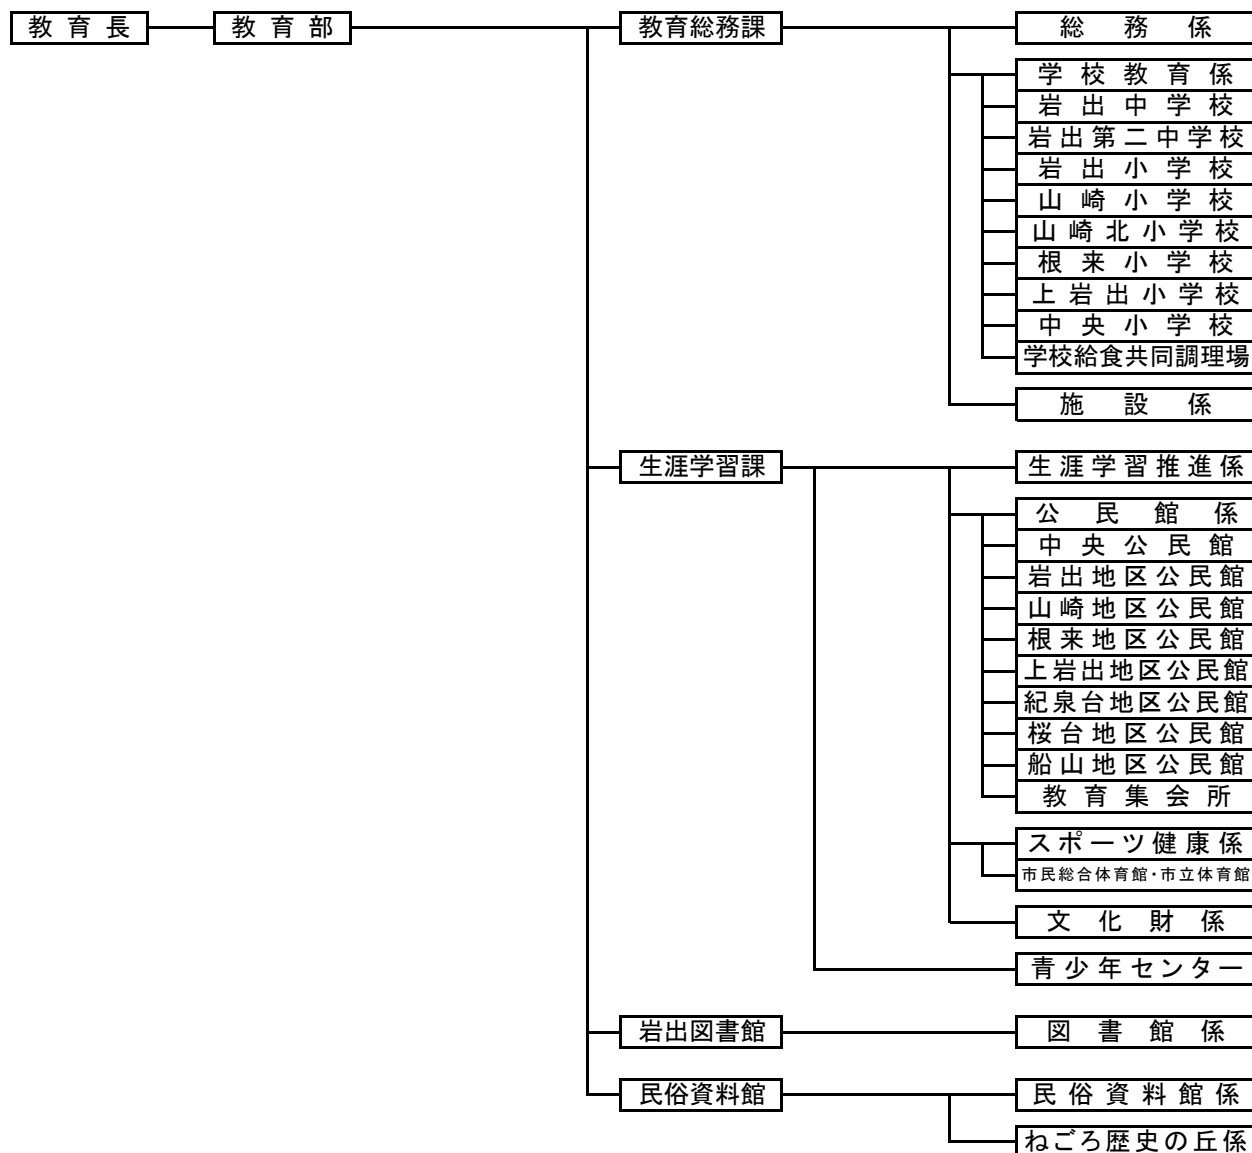 教育長 教育部 教育総務課 総務係
学校教育係
岩出中学校
岩出第二中学校
岩出小学校
山崎小学校
山崎北小学校
根来小学校
上岩出小学校
中央小学校
学校給食共同調理場
施設係
生涯学習課 生涯学習推進係
公民館係
中央公民館
岩出地区公民館
山崎地区公民館
根来地区公民館
上岩出地区公民館
紀泉台地区公民館
桜台地区公民館
船山地区公民館
教育集会所
スポーツ健康係
市民総合体育館・市立体育館
文化財係
青少年センター
岩出図書館 図書館係
民俗資料館 民俗資料館係
ねごろ歴史の丘係